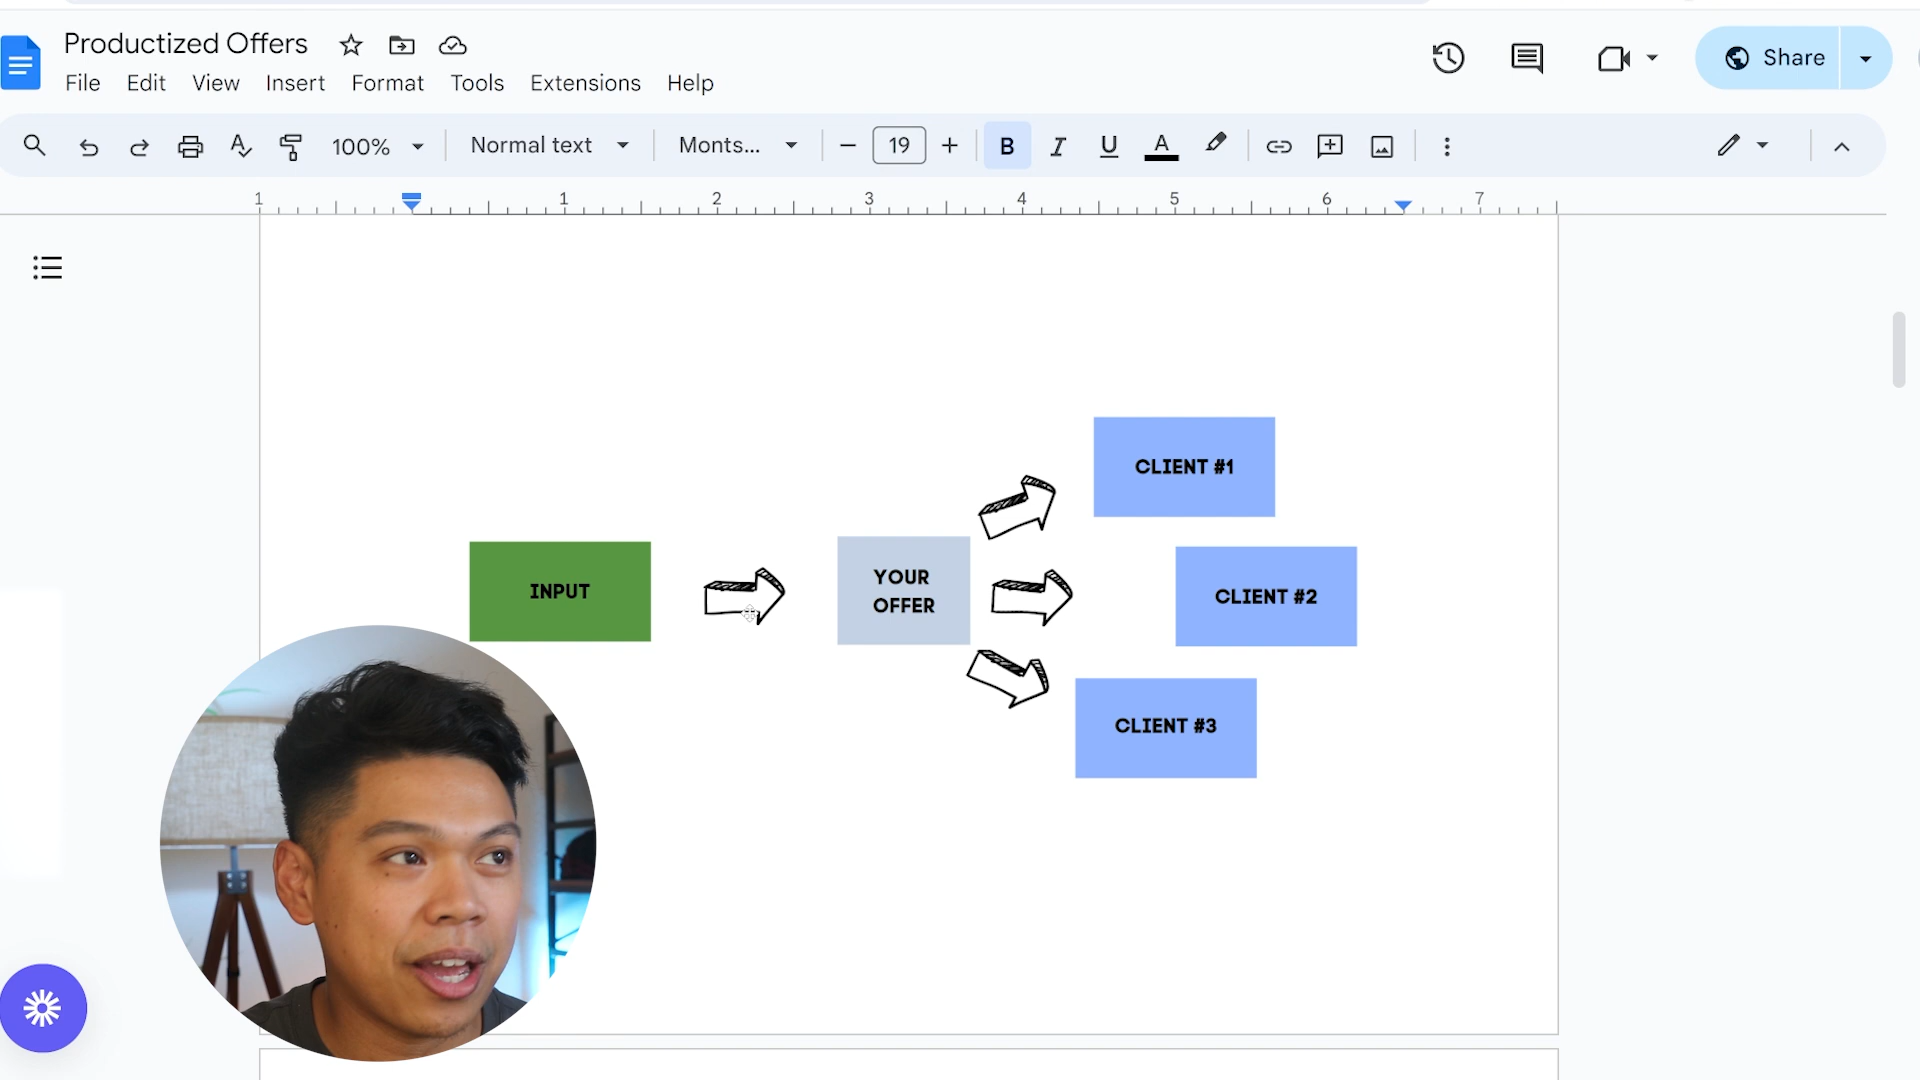 Productized Offers
File Edit View Insert Format Tools Extensions Help
Share
100% Normal text Monts... 19 B I U A
1 1 2 3 4 5 6 7
CLIENT #1
INPUT
YOUR
OFFER
CLIENT #2
CLIENT #3